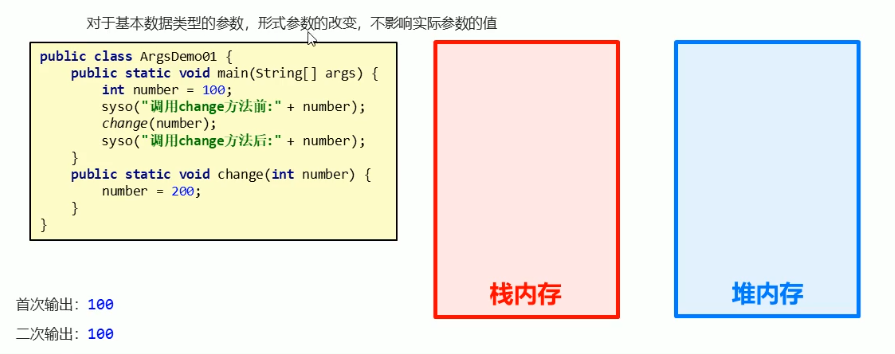 对于基本数据类型的参数，形式参数的改变，不影响实际参数的值
public class ArgsDemo01 {
    public static void main(String[] args) {
        int number = 100;
        syso("调用change方法前:" + number);
        change(number);
        syso("调用change方法后:" + number);
    }
    public static void change(int number) {
        number = 200;
    }
}
栈内存
堆内存
首次输出：100
二次输出：100